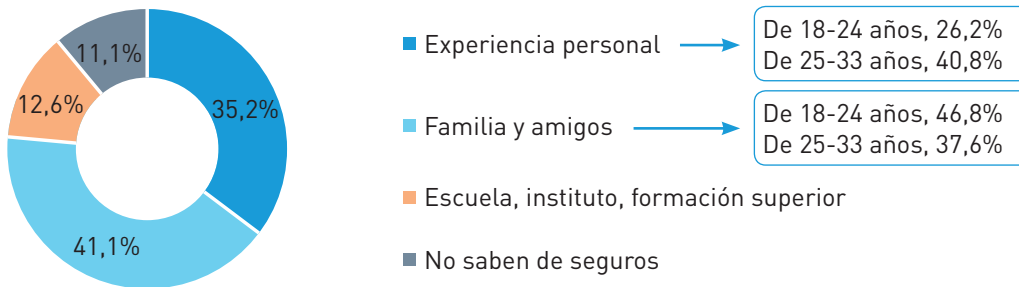 11,1%
12,6%
35,2%
41,1%
Experiencia personal
De 18-24 años, 26,2%
De 25-33 años, 40,8%
Familia y amigos
De 18-24 años, 46,8%
De 25-33 años, 37,6%
Escuela, instituto, formación superior
No saben de seguros